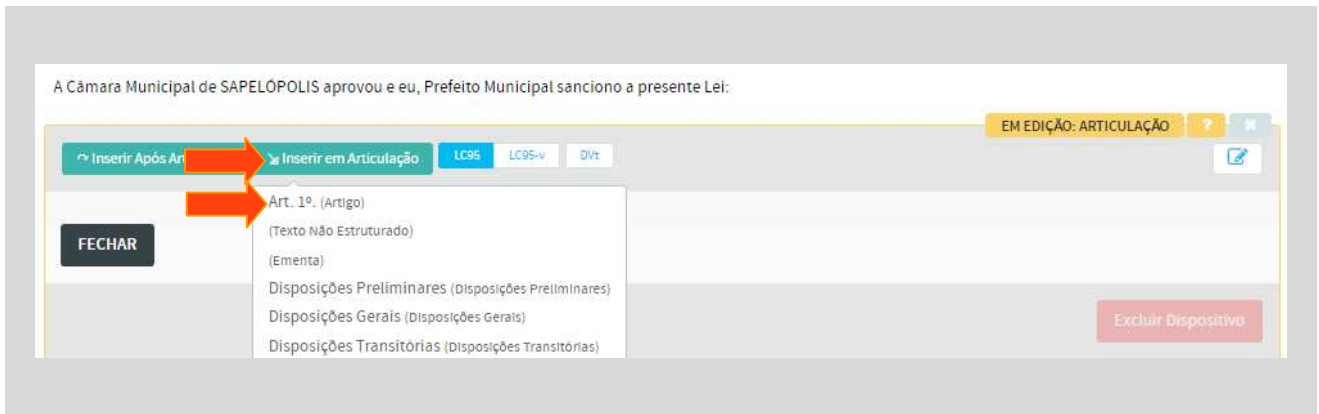 A Câmara Municipal de SAPELÓPOLIS aprovou e eu, Prefeito Municipal sanciono a presente Lei:
EM EDIÇÃO: ARTICULAÇÃO ?
Inserir Após Inserir em Articulação LC95 LC95-v DVt
Art. 1º. (Artigo)
(Texto Não Estruturado)
FECHAR
(Ementa)
Disposições Preliminares (Disposições Preliminares)
Disposições Gerais (Disposições Gerais)
Excluir Dispositivo
Disposições Transitórias (Disposições Transitórias)